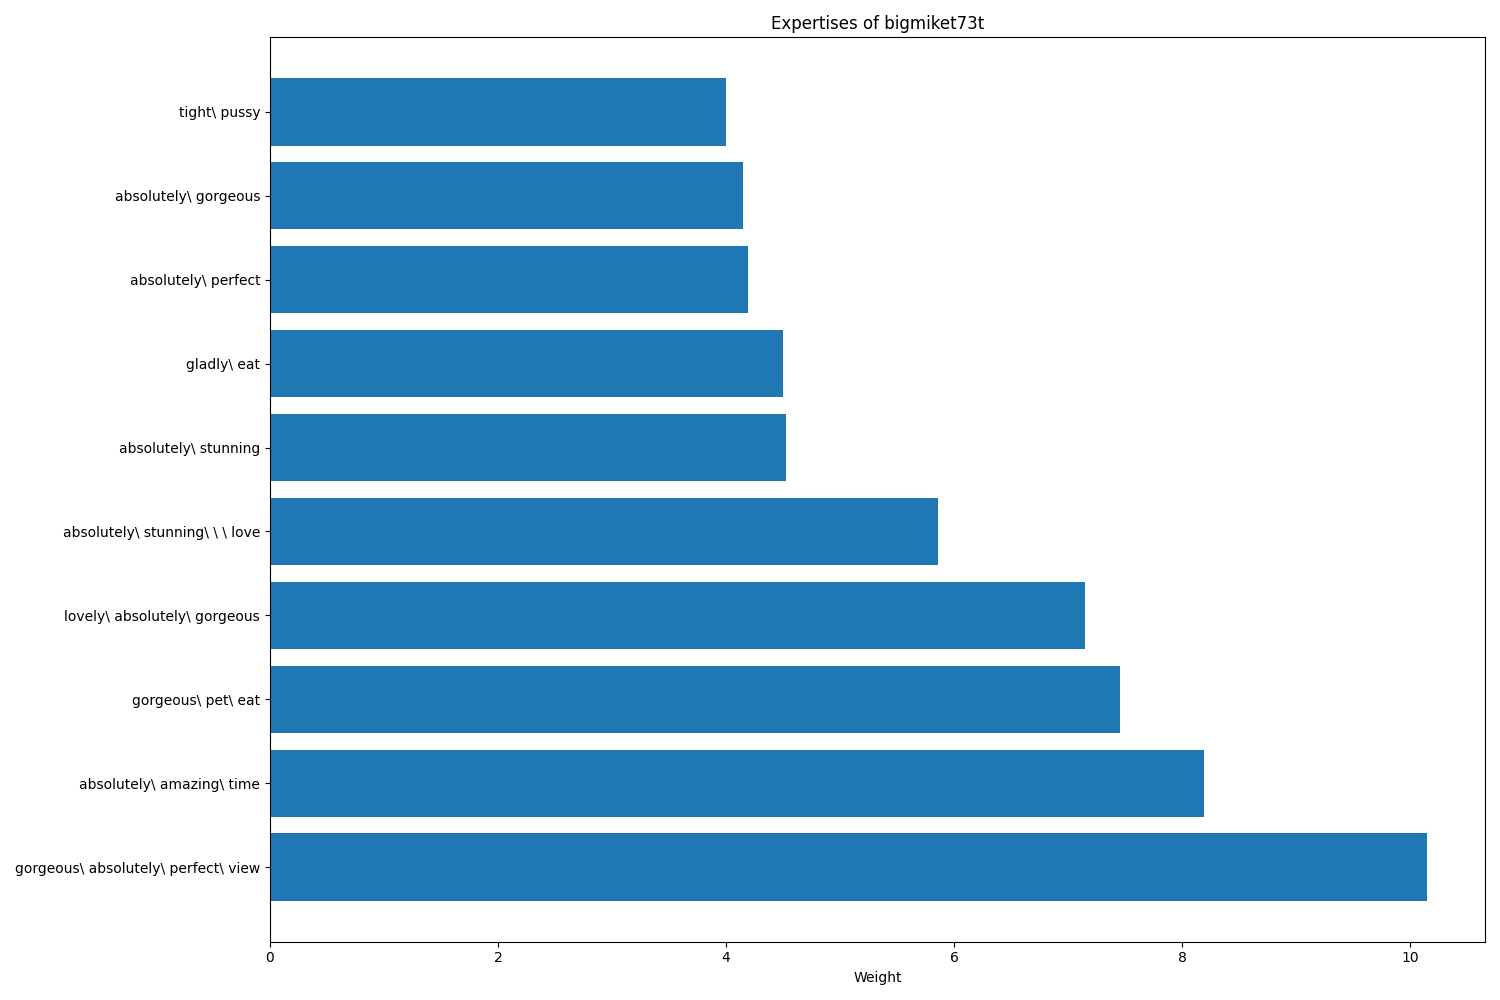 Expertises of bigmiket73t
tight\ pussy
absolutely\ gorgeous
absolutely\ perfect
gladly\ eat
absolutely\ stunning
absolutely\ stunning\ \ \ love
lovely\ absolutely\ gorgeous
gorgeous\ pet\ eat
absolutely\ amazing\ time
gorgeous\ absolutely\ perfect\ view
0 2 4 6 8 10
Weight